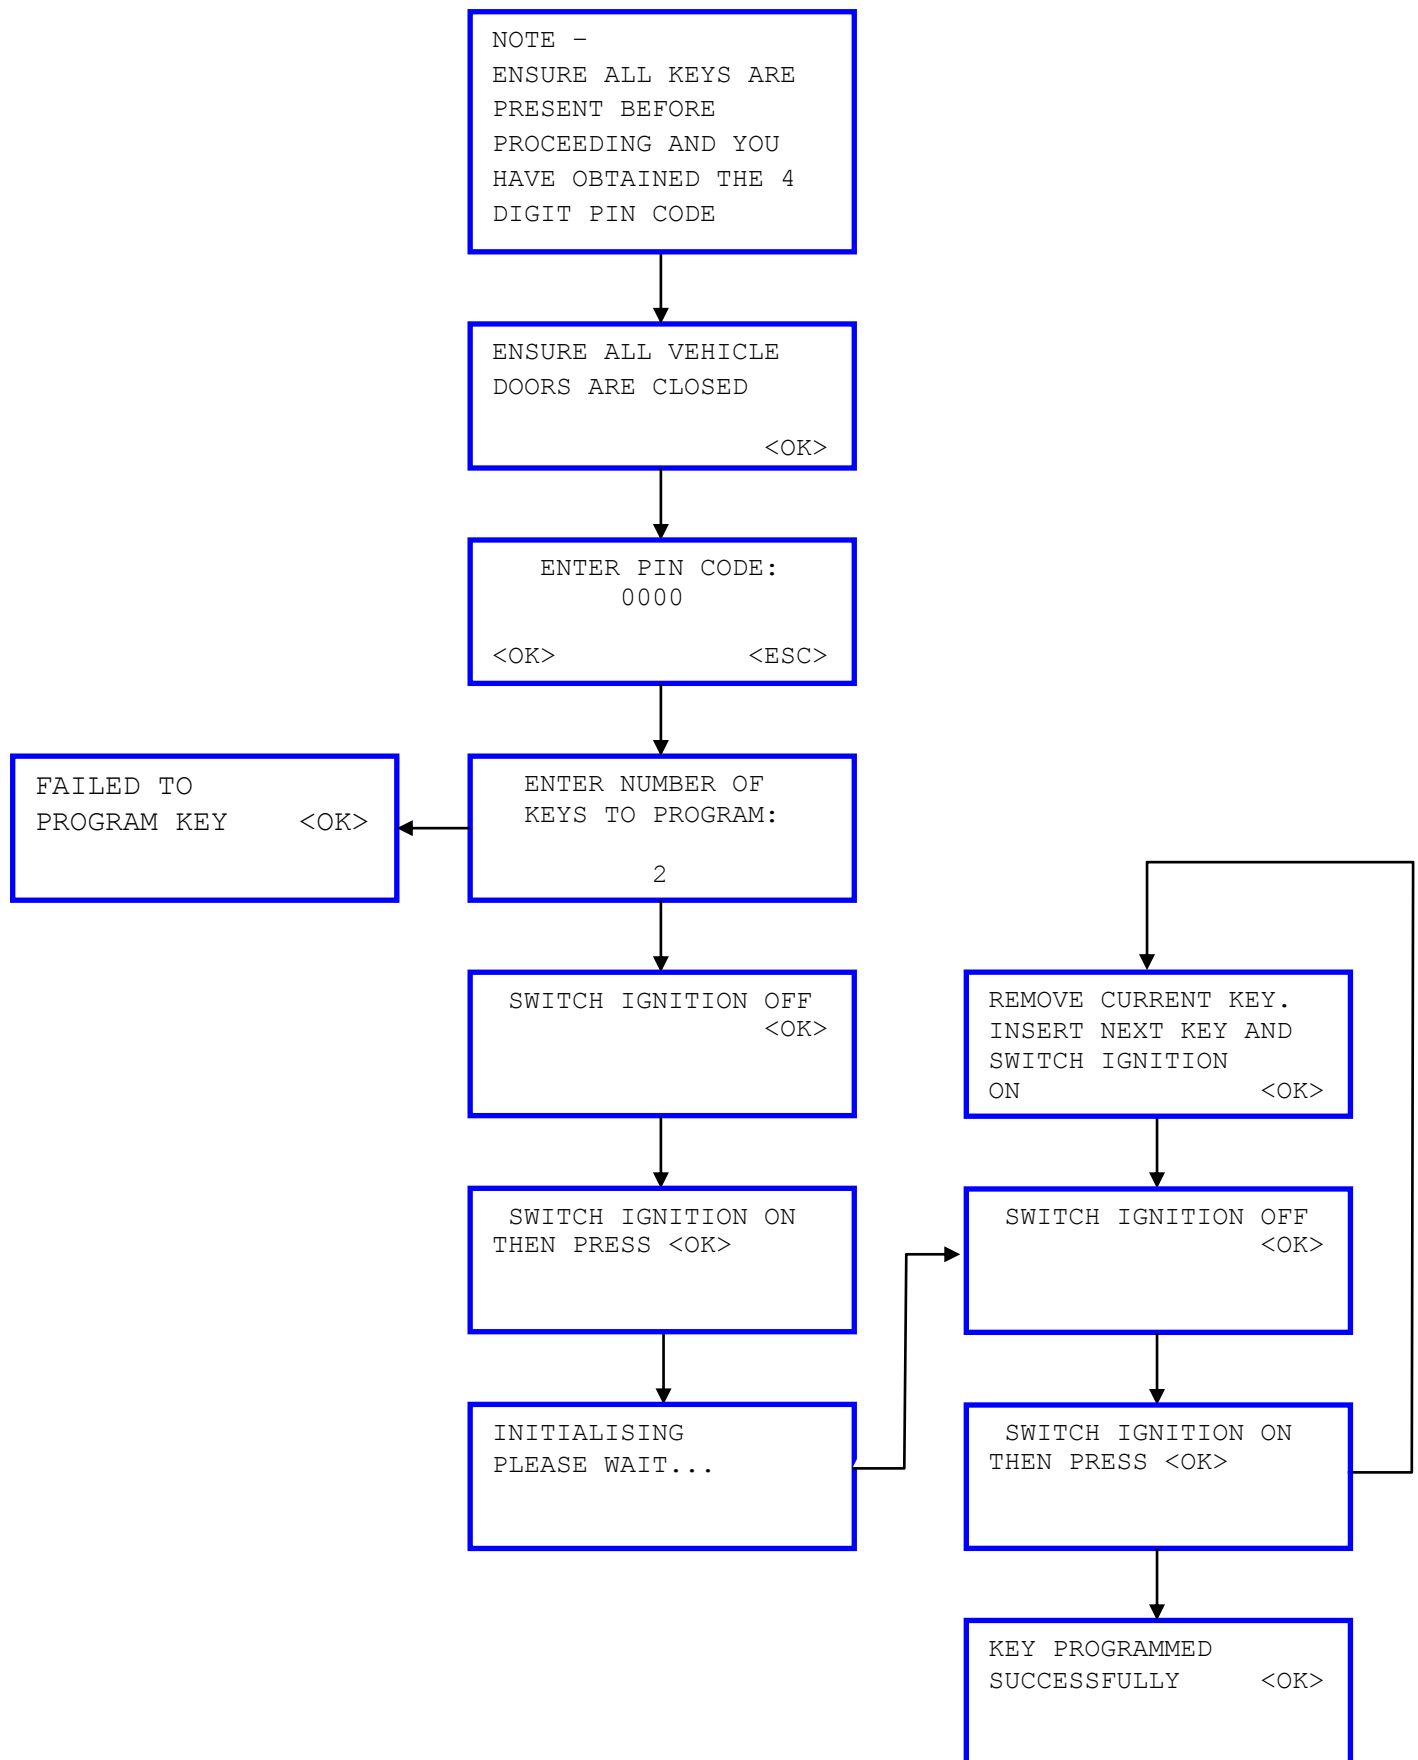 NOTE –
ENSURE ALL KEYS ARE
PRESENT BEFORE
PROCEEDING AND YOU
HAVE OBTAINED THE 4
DIGIT PIN CODE
ENSURE ALL VEHICLE
DOORS ARE CLOSED
<OK>
ENTER PIN CODE:
0000
<OK> <ESC>
FAILED TO
PROGRAM KEY <OK>
ENTER NUMBER OF
KEYS TO PROGRAM:
2
SWITCH IGNITION OFF
<OK>
SWITCH IGNITION ON
THEN PRESS <OK>
INITIALISING
PLEASE WAIT...
REMOVE CURRENT KEY.
INSERT NEXT KEY AND
SWITCH IGNITION
ON <OK>
SWITCH IGNITION OFF
<OK>
SWITCH IGNITION ON
THEN PRESS <OK>
KEY PROGRAMMED
SUCCESSFULLY <OK>